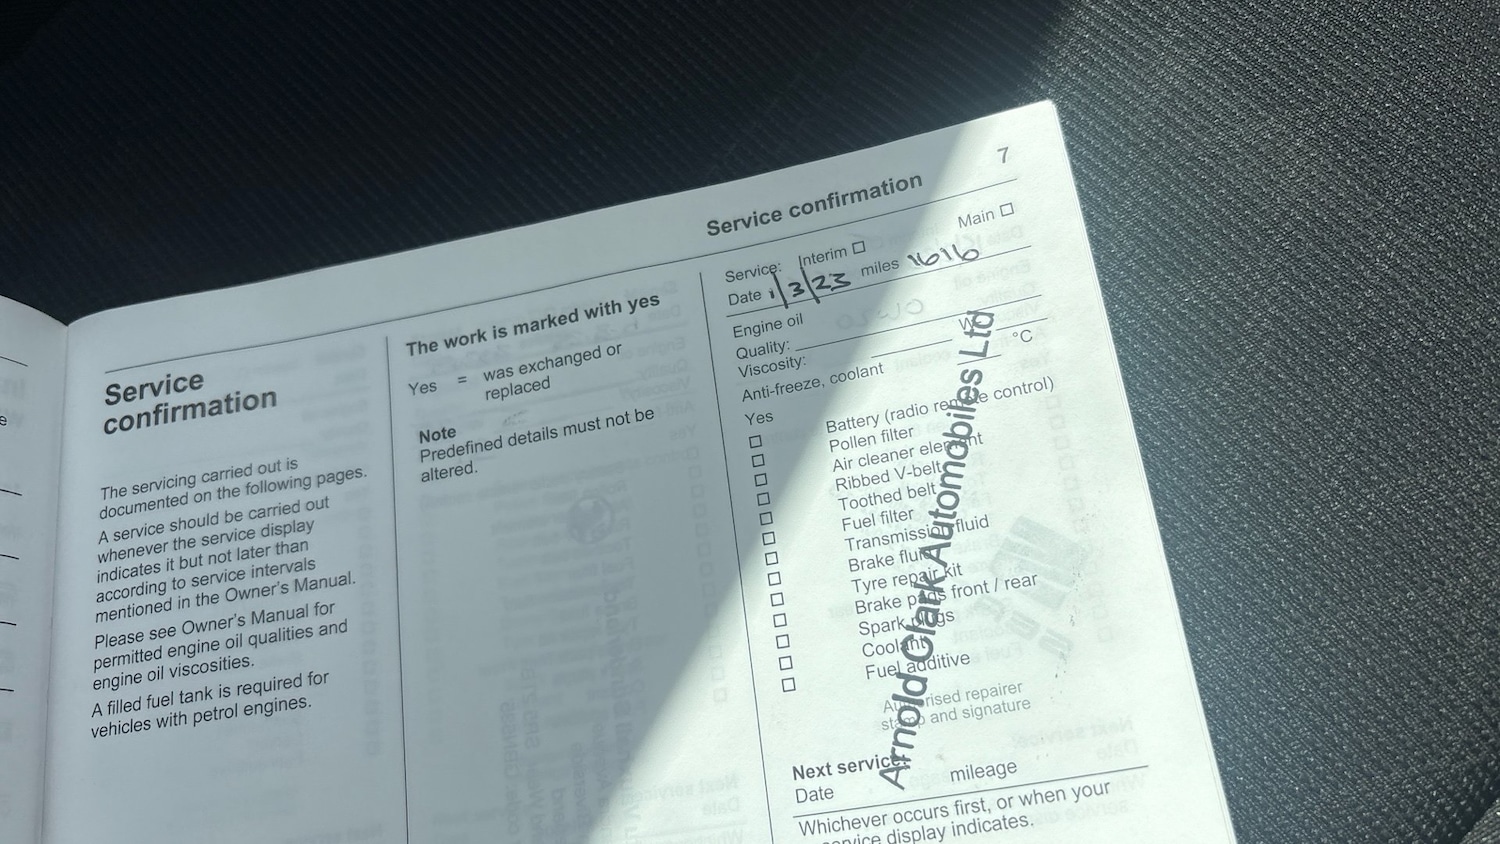 7
Service confirmation
Service
confirmation
The servicing carried out is
documented on the following pages.
A service should be carried out
whenever the service display
indicates it but not later than
according to service intervals
mentioned in the Owner's Manual.
Please see Owner's Manual for
permitted engine oil qualities and
engine oil viscosities.
A filled fuel tank is required for
vehicles with petrol engines.
The work is marked with yes
Yes = was exchanged or
replaced
Note
Predefined details must not be
altered.
Service: Interim Main
Date 1/3/23 miles 1616
Engine oil
Quality:
Viscosity:
Anti-freeze, coolant °C
Yes
Battery (radio remote control)
Pollen filter
Air cleaner element
Ribbed V-belt
Toothed belt
Fuel filter
Transmission fluid
Brake fluid
Tyre repair kit
Brake pads front / rear
Spark plugs
Coolant
Fuel additive
Authorised repairer
stamp and signature
Arnold Clark Automobiles Ltd
Next service:
Date mileage
Whichever occurs first, or when your
service display indicates.